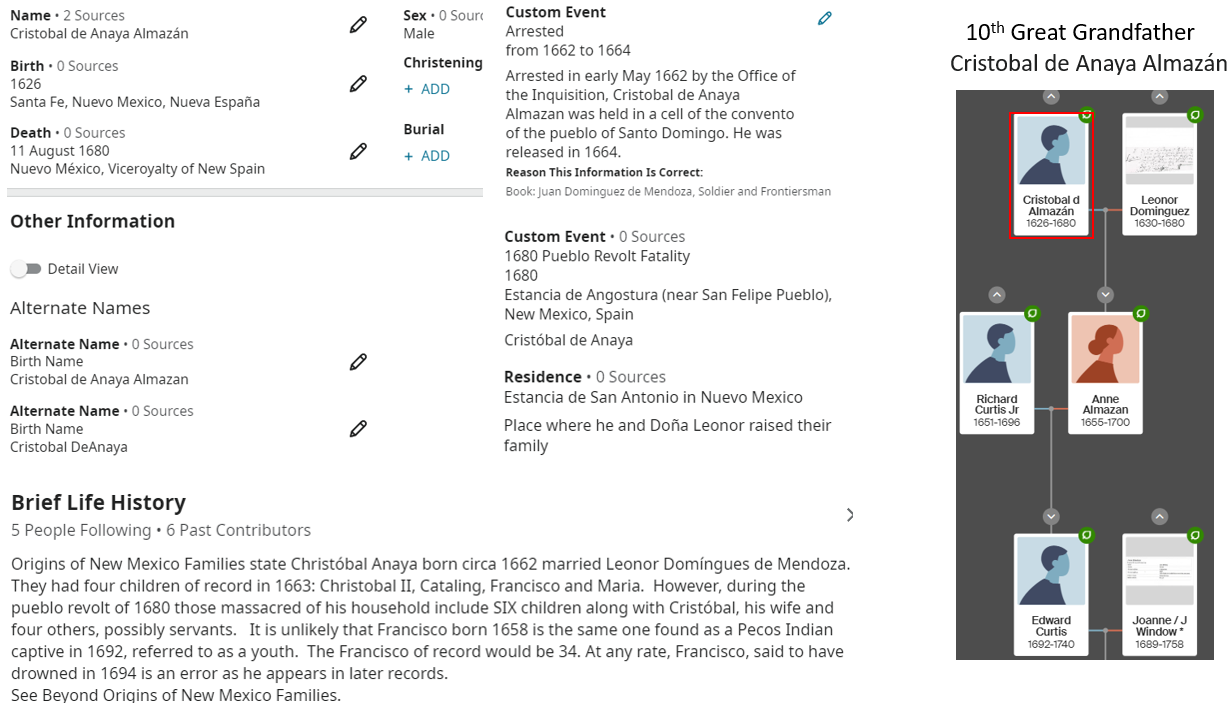 Name • 2 Sources
Cristobal de Anaya Almazán
Birth • 0 Sources
1626
Santa Fe, Nuevo Mexico, Nueva España
Death • 0 Sources
11 August 1680
Nuevo México, Viceroyalty of New Spain
Sex • 0 Sourc
Male
Christening
+ ADD
Burial
+ ADD
Other Information
Detail View
Alternate Names
Alternate Name • 0 Sources
Birth Name
Cristobal de Anaya Almazan
Alternate Name • 0 Sources
Birth Name
Cristobal DeAnaya
Custom Event
Arrested
from 1662 to 1664
Arrested in early May 1662 by the Office of
the Inquisition, Cristobal de Anaya
Almazan was held in a cell of the convento
of the pueblo of Santo Domingo. He was
released in 1664.
Reason This Information Is Correct:
Book: Juan Dominguez de Mendoza, Soldier and Frontiersman
Custom Event • 0 Sources
1680 Pueblo Revolt Fatality
1680
Estancia de Angostura (near San Felipe Pueblo),
New Mexico, Spain
Cristóbal de Anaya
Residence • 0 Sources
Estancia de San Antonio in Nuevo Mexico
Place where he and Doña Leonor raised their
family
Brief Life History
5 People Following • 6 Past Contributors
Origins of New Mexico Families state Christóbal Anaya born circa 1662 married Leonor Domíngues de Mendoza.
They had four children of record in 1663: Christobal II, Cataling, Francisco and Maria.  However, during the
pueblo revolt of 1680 those massacred of his household include SIX children along with Cristóbal, his wife and
four others, possibly servants.   It is unlikely that Francisco born 1658 is the same one found as a Pecos Indian
captive in 1692, referred to as a youth.  The Francisco of record would be 34. At any rate, Francisco, said to have
drowned in 1694 is an error as he appears in later records.
See Beyond Origins of New Mexico Families.
10th Great Grandfather
Cristobal de Anaya Almazán
Cristobal d
Almazán
1626-1680
Leonor
Dominguez
1630-1680
Richard
Curtis Jr
1651-1696
Anne
Almazan
1655-1700
Edward
Curtis
1692-1740
Joanne / J
Window *
1689-1758